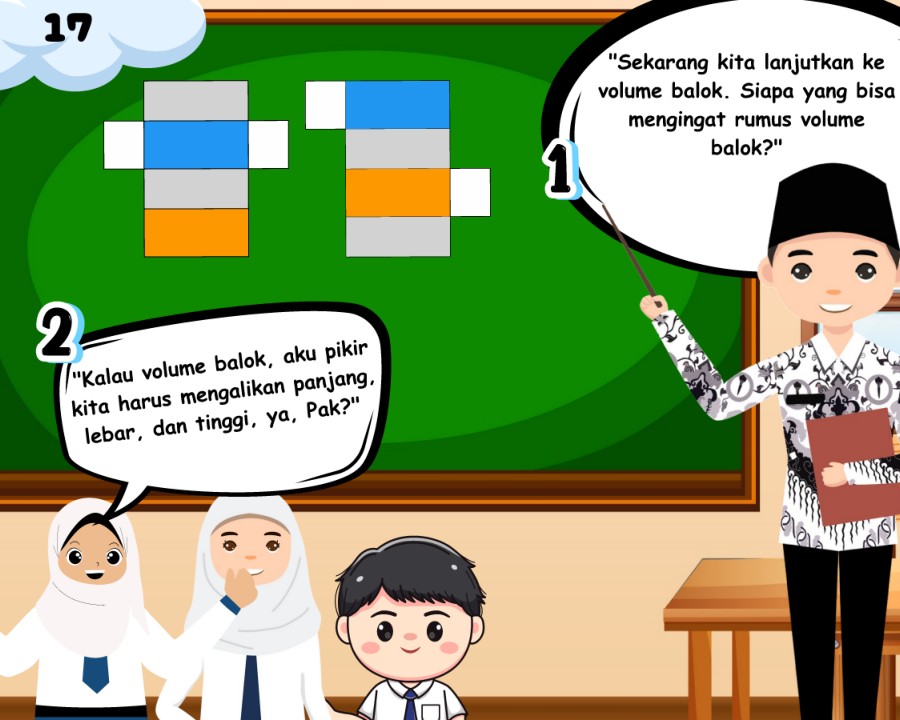 17
1
"Sekarang kita lanjutkan ke
volume balok. Siapa yang bisa
mengingat rumus volume
balok?"
2
"Kalau volume balok, aku pikir
kita harus mengalikan panjang,
lebar, dan tinggi, ya, Pak?"